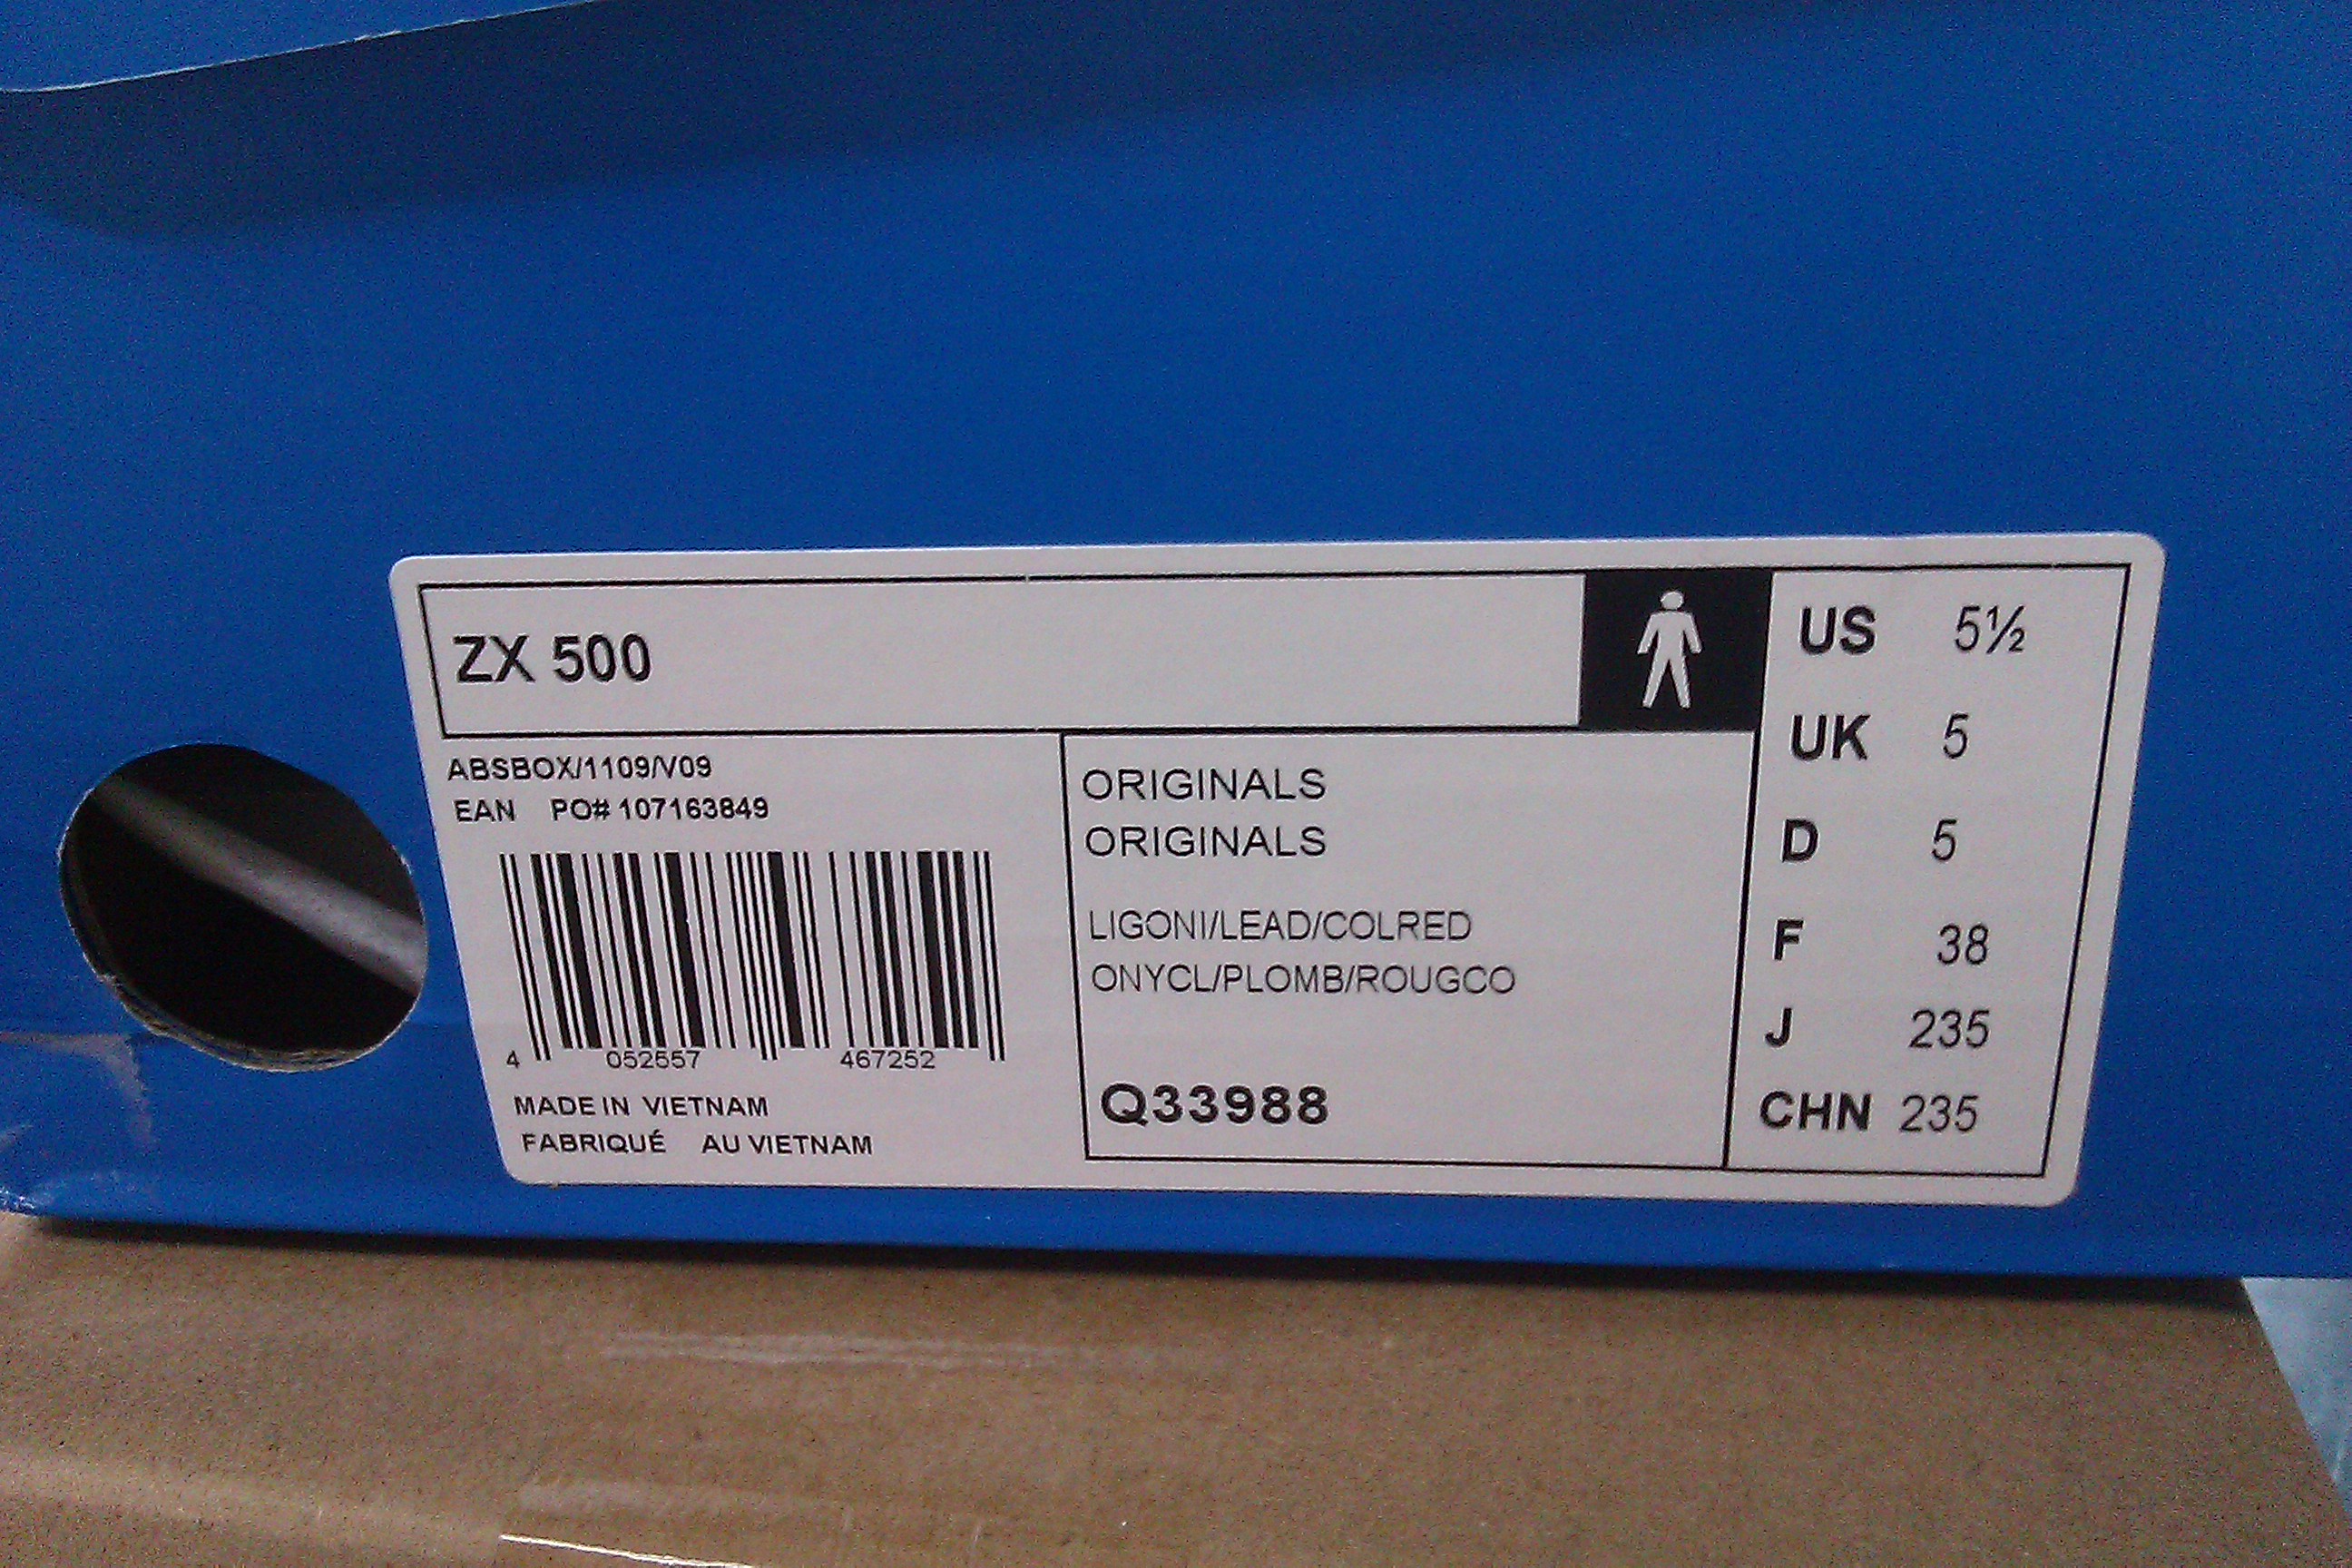 ZX 500
ABSBOX/1109/V09
EAN PO# 107163849
4 052557 467252
MADE IN VIETNAM
FABRIQUÉ AU VIETNAM
ORIGINALS
ORIGINALS
LIGONI/LEAD/COLRED
ONYCL/PLOMB/ROUGCO
Q33988
US 5½
UK 5
D 5
F 38
J 235
CHN 235